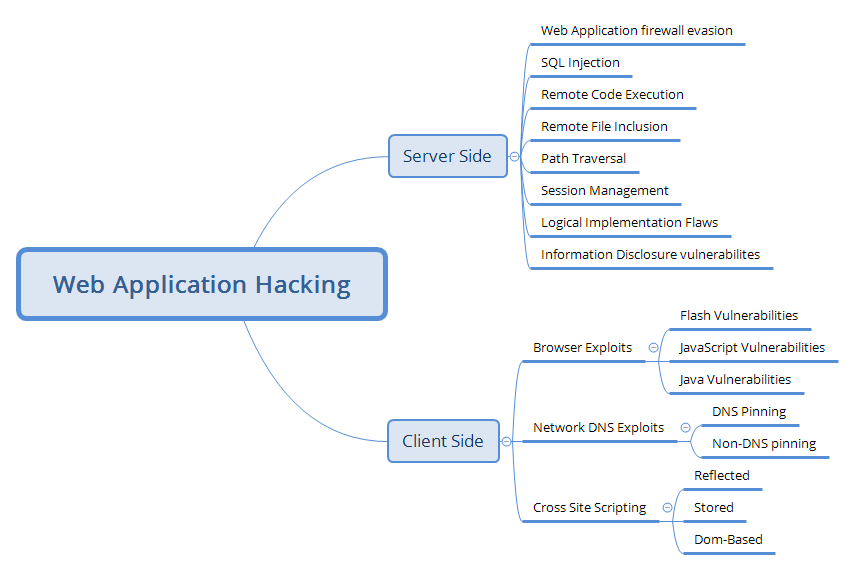 Web Application Hacking
Server Side
Web Application firewall evasion
SQL Injection
Remote Code Execution
Remote File Inclusion
Path Traversal
Session Management
Logical Implementation Flaws
Information Disclosure vulnerabilites
Client Side
Browser Exploits
Flash Vulnerabilities
JavaScript Vulnerabilities
Java Vulnerabilities
Network DNS Exploits
DNS Pinning
Non-DNS pinning
Cross Site Scripting
Reflected
Stored
Dom-Based